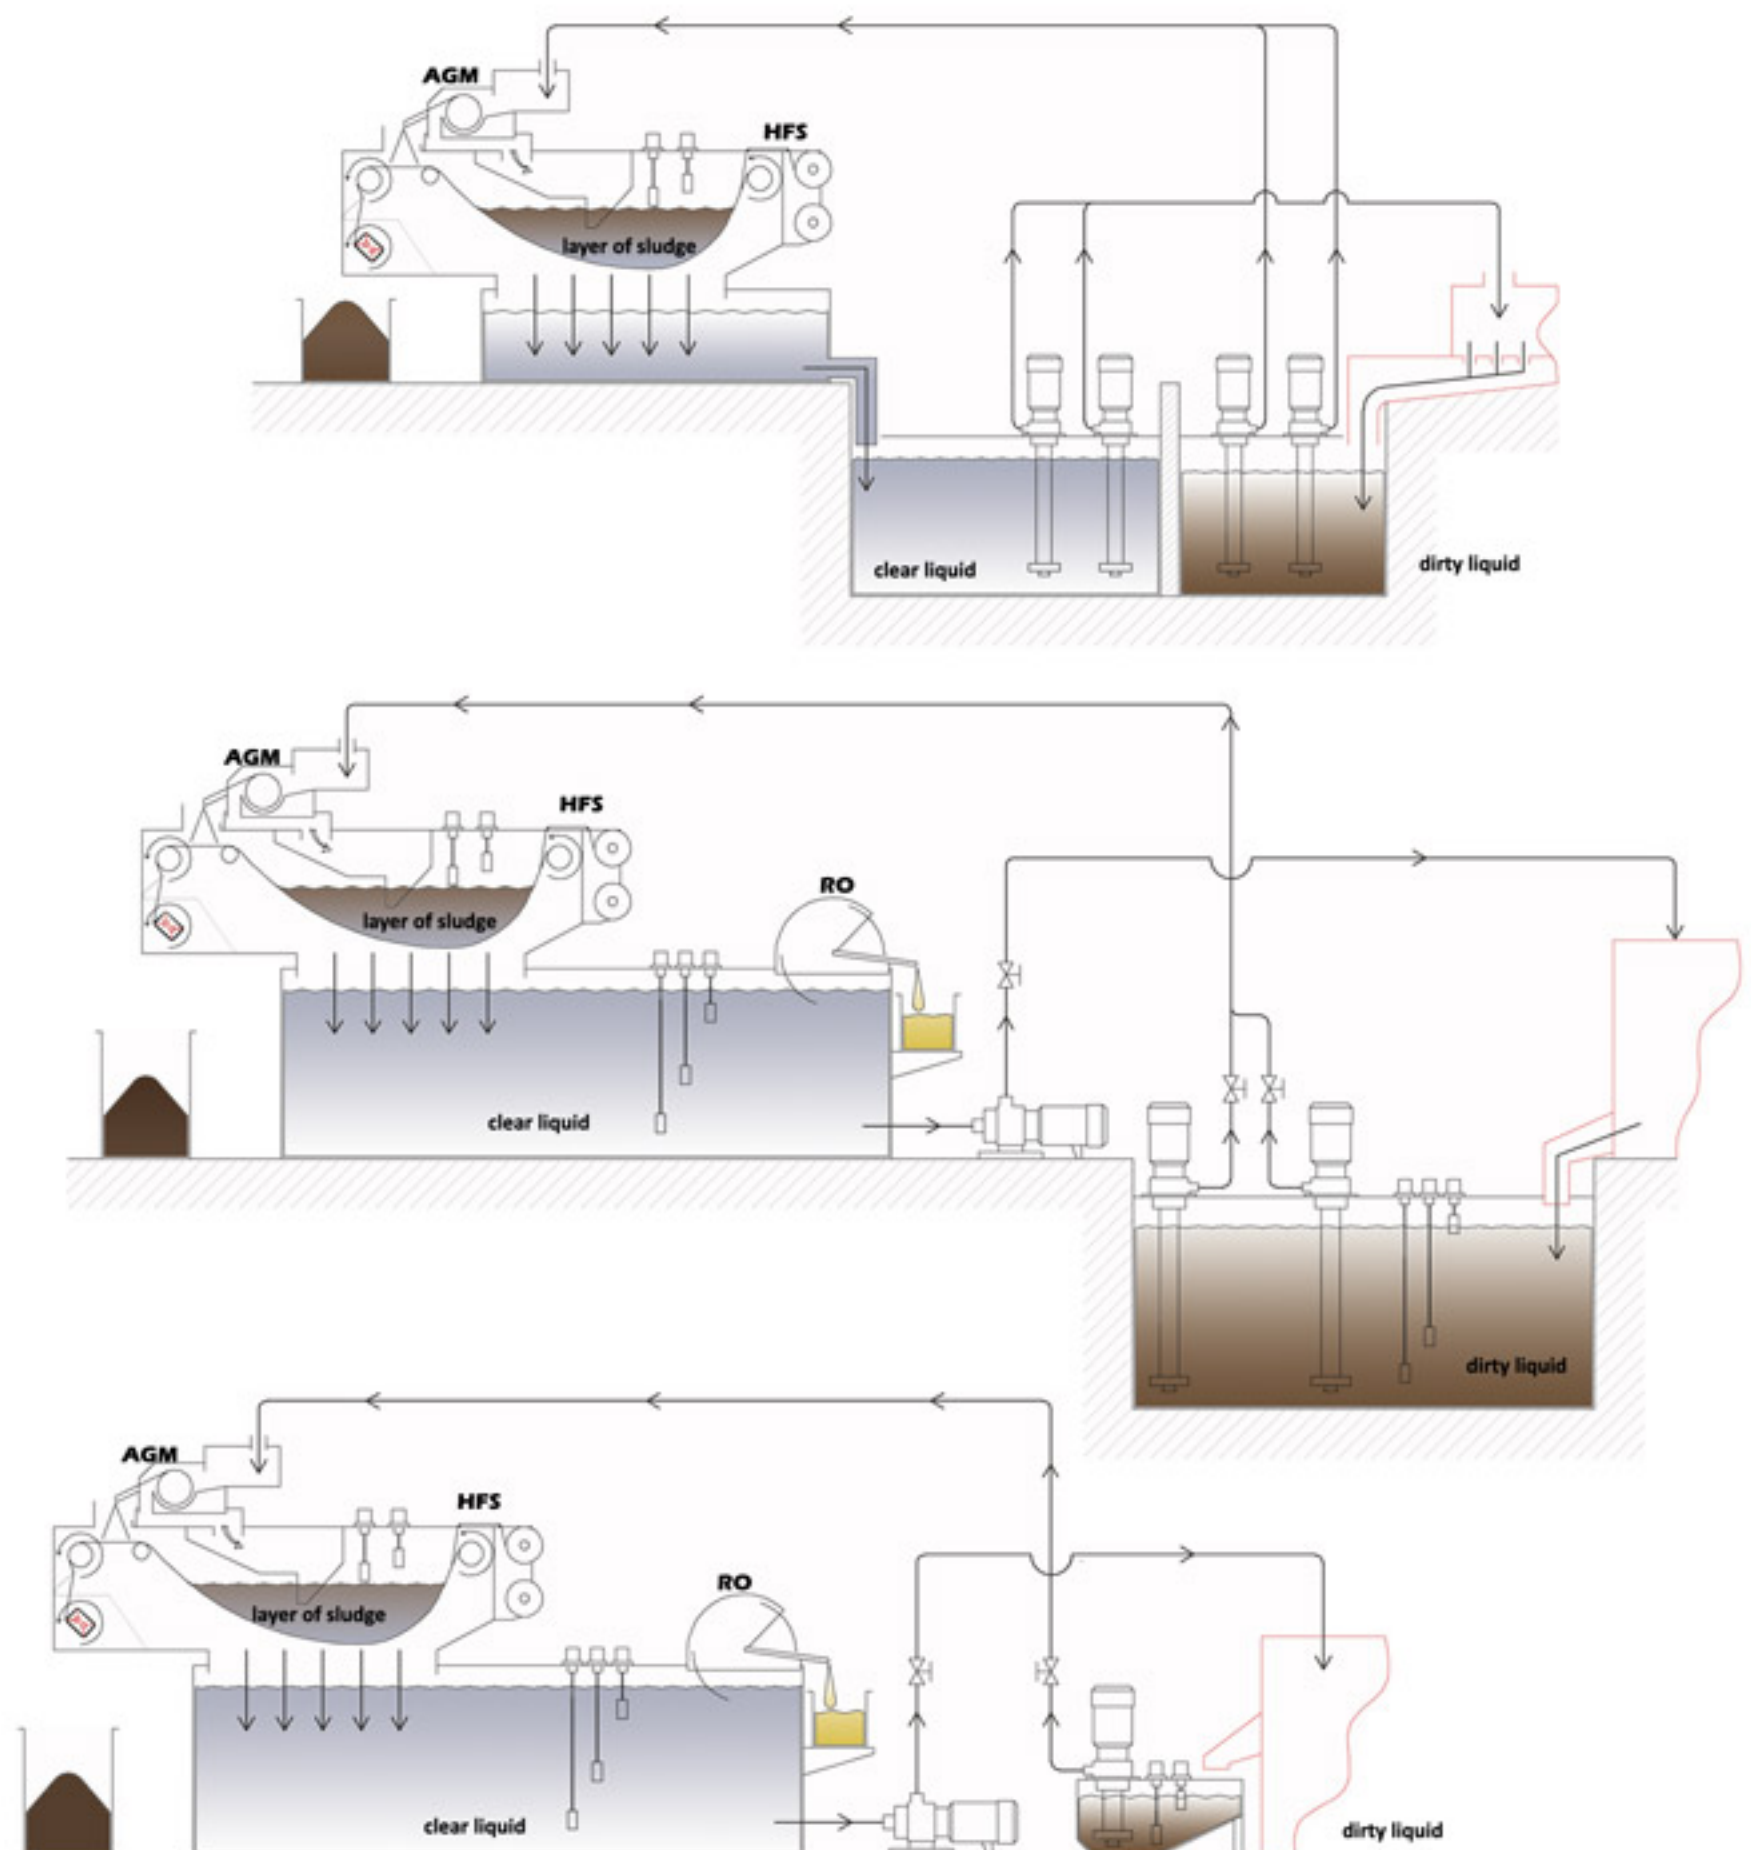 AGM
HFS
layer of sludge
clear liquid
dirty liquid
AGM
HFS
layer of sludge
RO
clear liquid
dirty liquid
AGM
HFS
layer of sludge
RO
clear liquid
dirty liquid